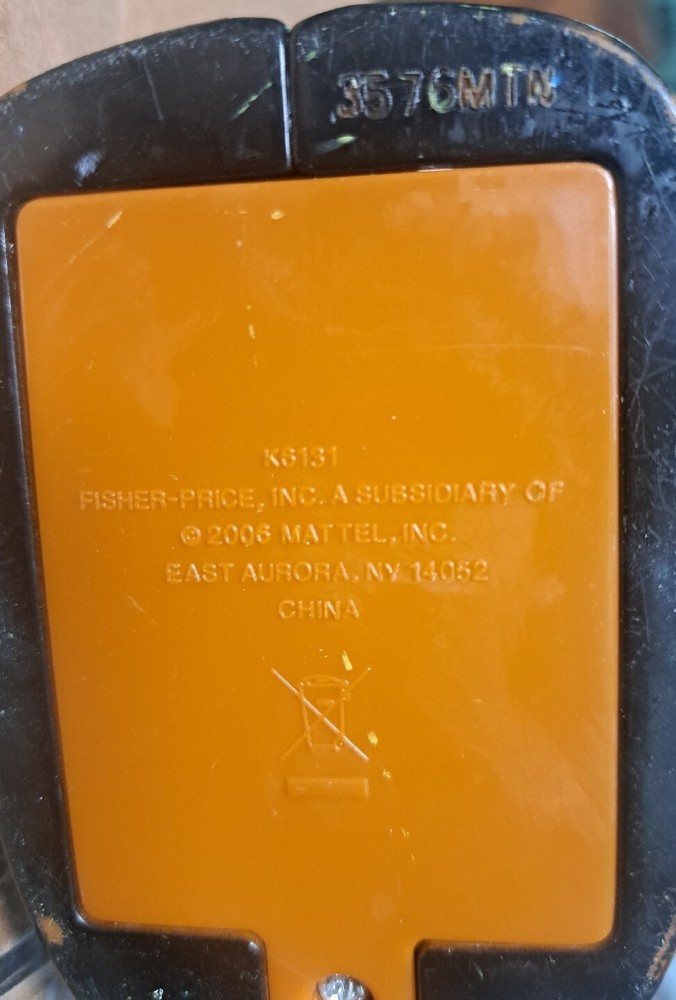 3576MTN
K6131
FISHER-PRICE, INC. A SUBSIDIARY OF
© 2006 MATTEL, INC.
EAST AURORA, NY 14052
CHINA